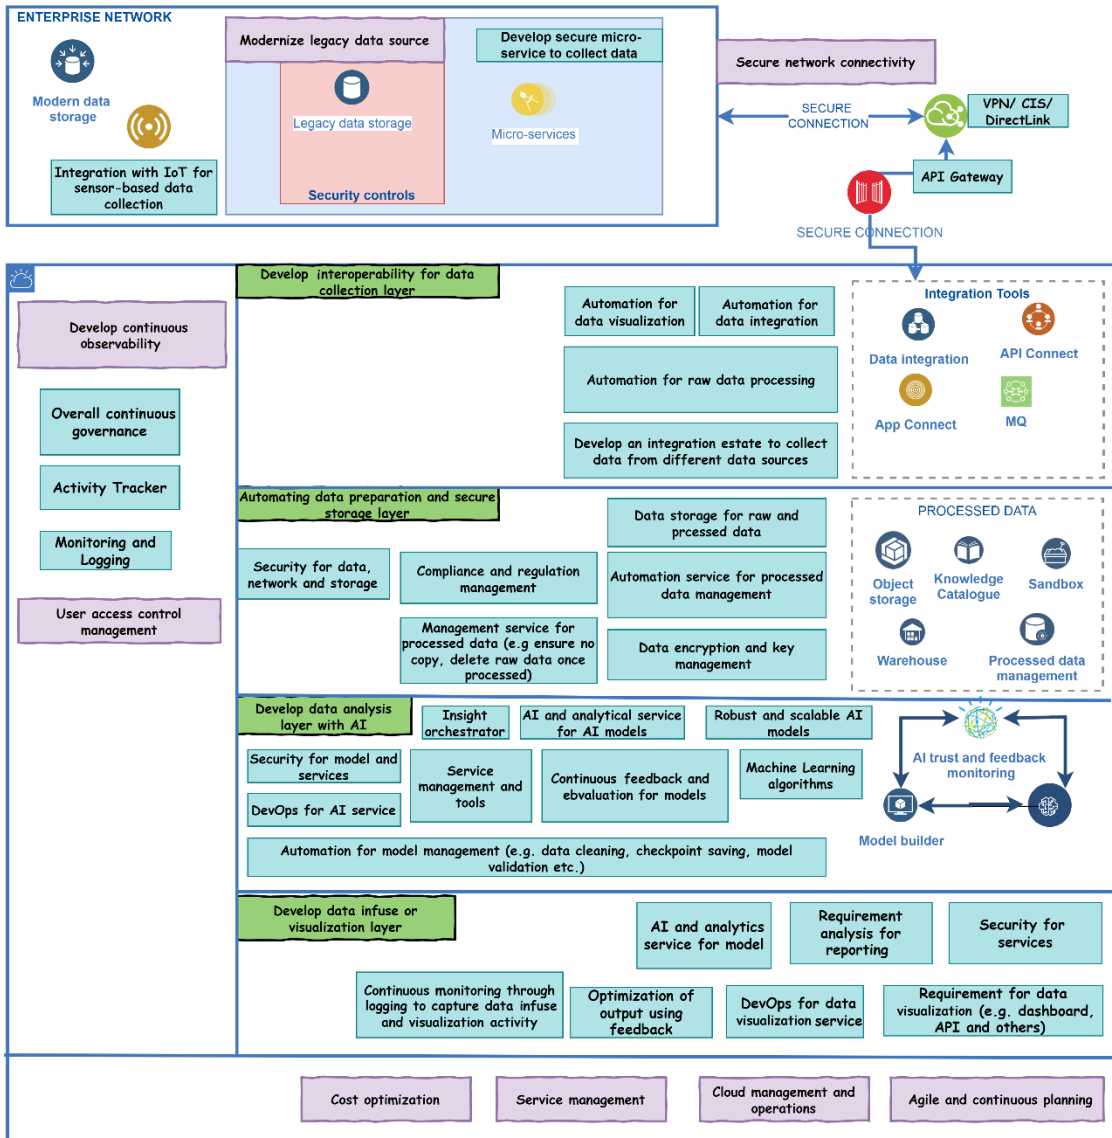 ENTERPRISE NETWORK
Modern data
storage
Integration with IoT for
sensor-based data
collection
Modernize legacy data source
Legacy data storage
Security controls
Develop secure micro-
service to collect data
Micro-services
Secure network connectivity
SECURE
CONNECTION
VPN/ CIS/
DirectLink
API Gateway
SECURE CONNECTION
Develop continuous
observability
Overall continuous
governance
Activity Tracker
Monitoring and
Logging
User access control
management
Develop interoperability for data
collection layer
Automation for
data visualization
Automation for
data integration
Automation for raw data processing
Develop an integration estate to collect
data from different data sources
Integration Tools
Data integration
API Connect
App Connect
MQ
Automating data preparation and secure
storage layer
Data storage for raw and
prcessed data
Security for data,
network and storage
Compliance and regulation
management
Automation service for processed
data management
Management service for
processed data (e.g ensure no
copy, delete raw data once
processed)
Data encryption and key
management
PROCESSED DATA
Object
storage
Knowledge
Catalogue
Sandbox
Warehouse
Processed data
management
Develop data analysis
layer with AI
Insight
orchestrator
AI and analytical service
for AI models
Robust and scalable AI
models
Security for model and
services
Service
management and
tools
Continuous feedback and
ebvaluation for models
Machine Learning
algorithms
DevOps for AI service
Automation for model management (e.g. data cleaning, checkpoint saving, model
validation etc.)
AI trust and feedback
monitoring
Model builder
Develop data infuse or
visualization layer
AI and analytics
service for model
Requirement
analysis for
reporting
Security for
services
Continuous monitoring through
logging to capture data infuse
and visualization activity
Optimization of
output using
feedback
DevOps for data
visualization service
Requirement for data
visualization (e.g. dashboard,
API and others)
Cost optimization
Service management
Cloud management and
operations
Agile and continuous planning